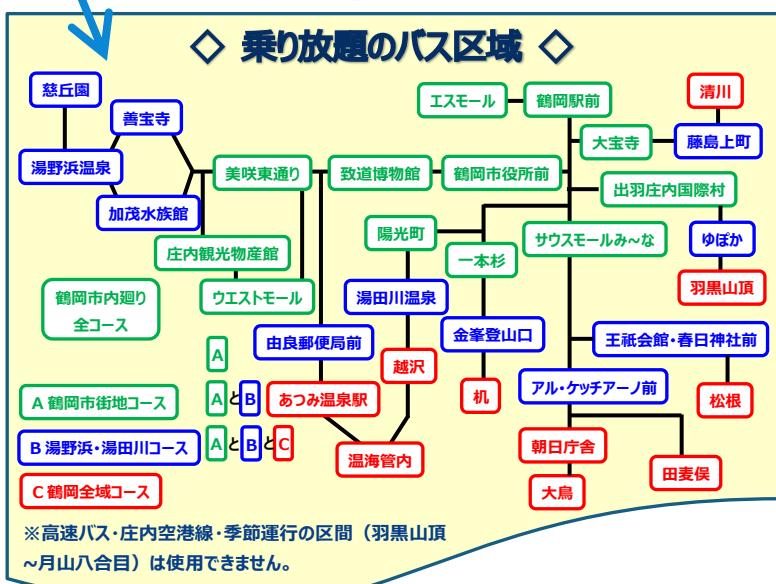 ◇ 乗り放題のバス区域 ◇
慈丘園
エスモール
鶴岡駅前
清川
善宝寺
大宝寺
藤島上町
湯野浜温泉
美咲東通り
致道博物館
鶴岡市役所前
出羽庄内国際村
加茂水族館
陽光町
サウスモールみ~な
ゆぽか
庄内観光物産館
一本杉
鶴岡市内廻り
全コース
ウエストモール
湯田川温泉
羽黒山頂
由良郵便局前
金峯登山口
王祇会館・春日神社前
A
越沢
アル・ケッチアーノ前
A 鶴岡市街地コース
AとB
あつみ温泉駅
机
松根
B 湯野浜・湯田川コース
AとBとC
温海管内
朝日庁舎
田麦俣
C 鶴岡全域コース
大鳥
※高速バス・庄内空港線・季節運行の区間（羽黒山頂
~月山八合目）は使用できません。